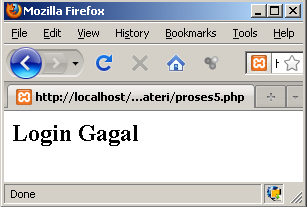 Mozilla Firefox
File Edit View History Bookmarks Tools Help
http://localhost/...ateri/proses5.php
Login Gagal
Done